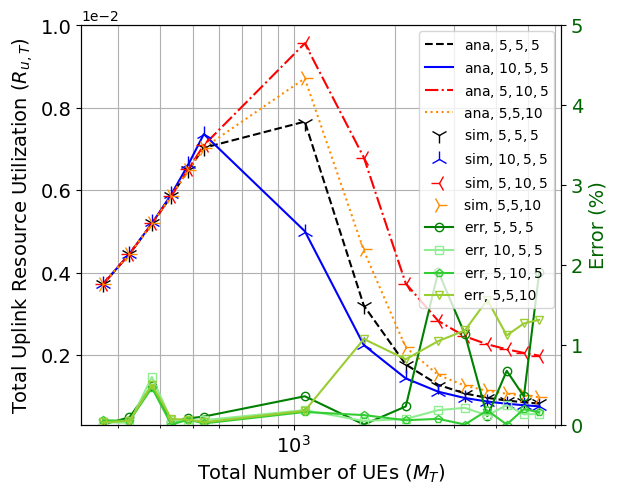 1e−2
1.0
0.8
0.6
0.4
0.2
Total Uplink Resource Utilization (R_{u,T})
10^3
Total Number of UEs (M_T)
5
4
3
2
1
0
Error (%)
ana, 5, 5, 5
ana, 10, 5, 5
ana, 5, 10, 5
ana, 5,5,10
sim, 5, 5, 5
sim, 10, 5, 5
sim, 5, 10, 5
sim, 5,5,10
err, 5, 5, 5
err, 10, 5, 5
err, 5, 10, 5
err, 5,5,10